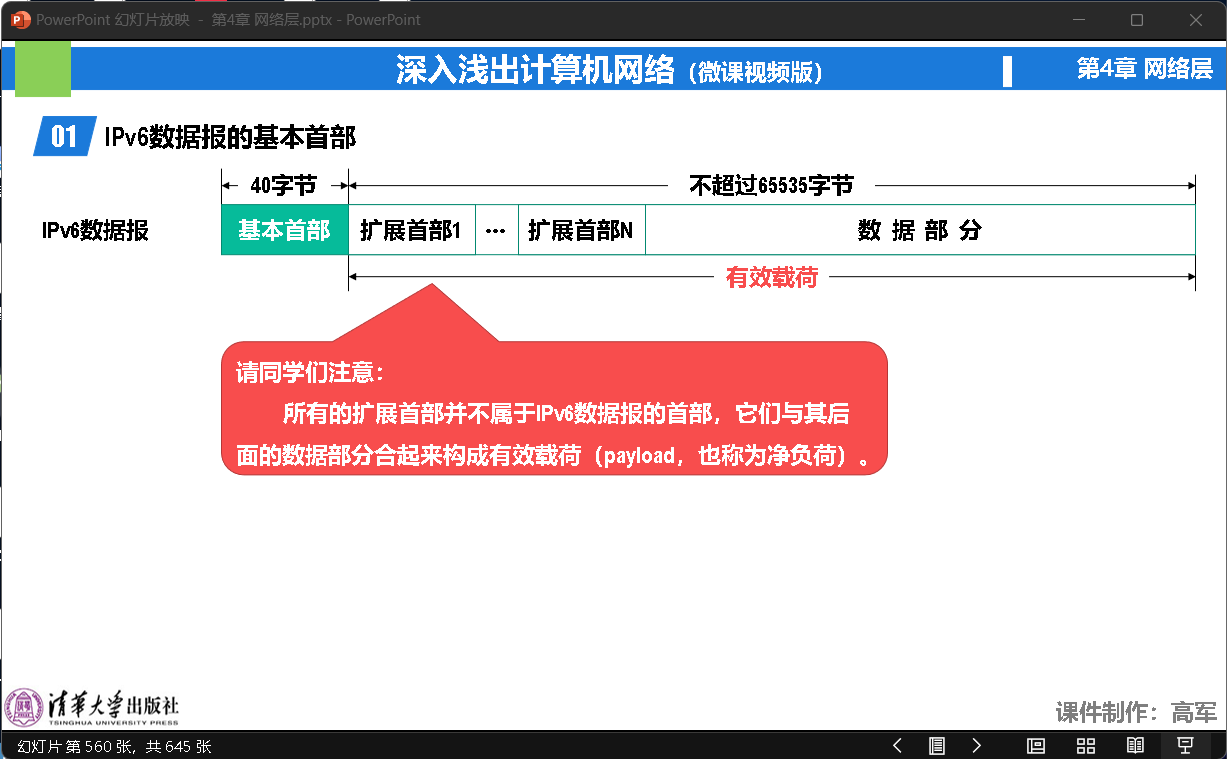 PowerPoint 幻灯片放映 - 第4章 网络层.pptx - PowerPoint
深入浅出计算机网络（微课视频版）
第4章 网络层
01 IPv6数据报的基本首部
40字节
不超过65535字节
IPv6数据报
基本首部
扩展首部1
…
扩展首部N
数 据 部 分
有效载荷
请同学们注意：
所有的扩展首部并不属于IPv6数据报的首部，它们与其后
面的数据部分合起来构成有效载荷（payload，也称为净负荷）。
清华大学出版社
TSINGHUA UNIVERSITY PRESS
课件制作：高军
幻灯片 第 560 张，共 645 张